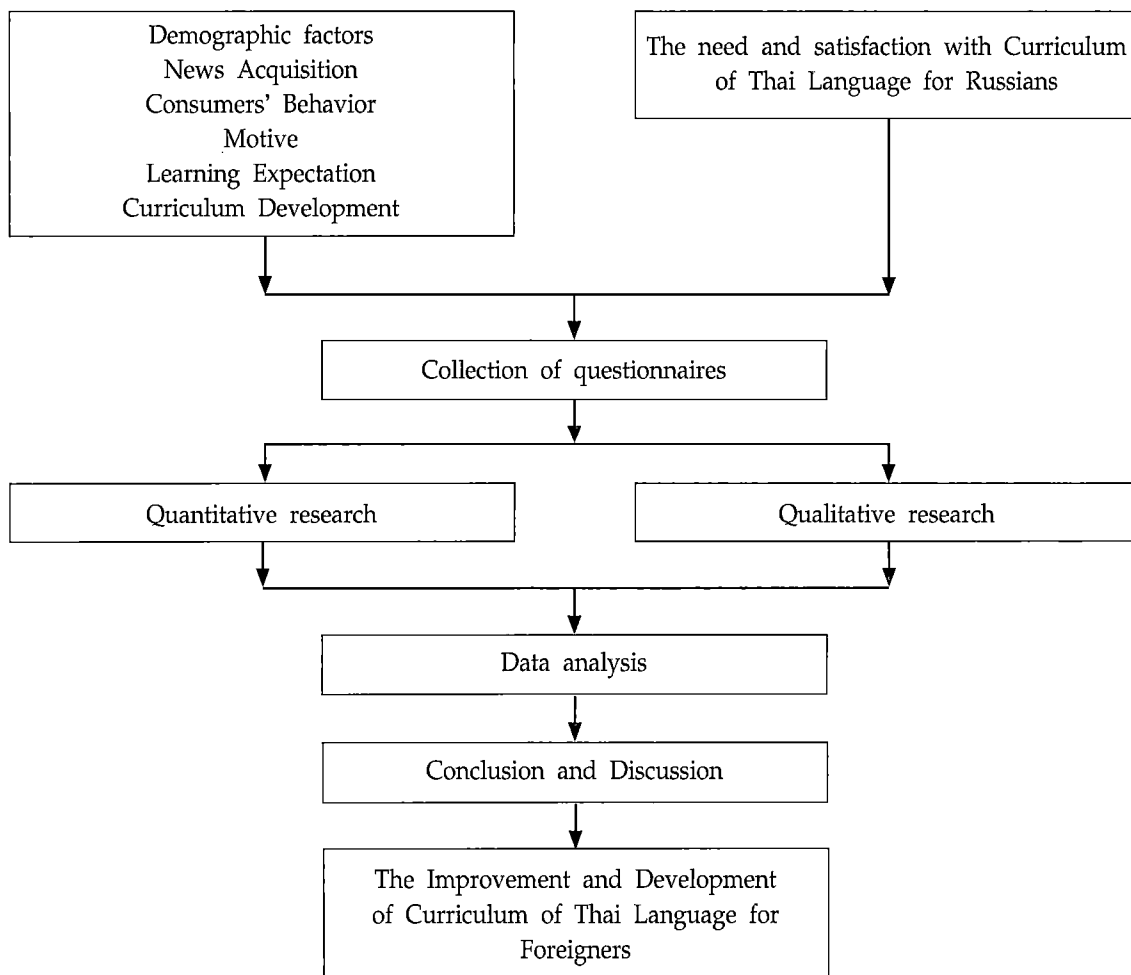 Demographic factors
News Acquisition
Consumers' Behavior
Motive
Learning Expectation
Curriculum Development
The need and satisfaction with Curriculum
of Thai Language for Russians
Collection of questionnaires
Quantitative research
Qualitative research
Data analysis
Conclusion and Discussion
The Improvement and Development
of Curriculum of Thai Language for
Foreigners